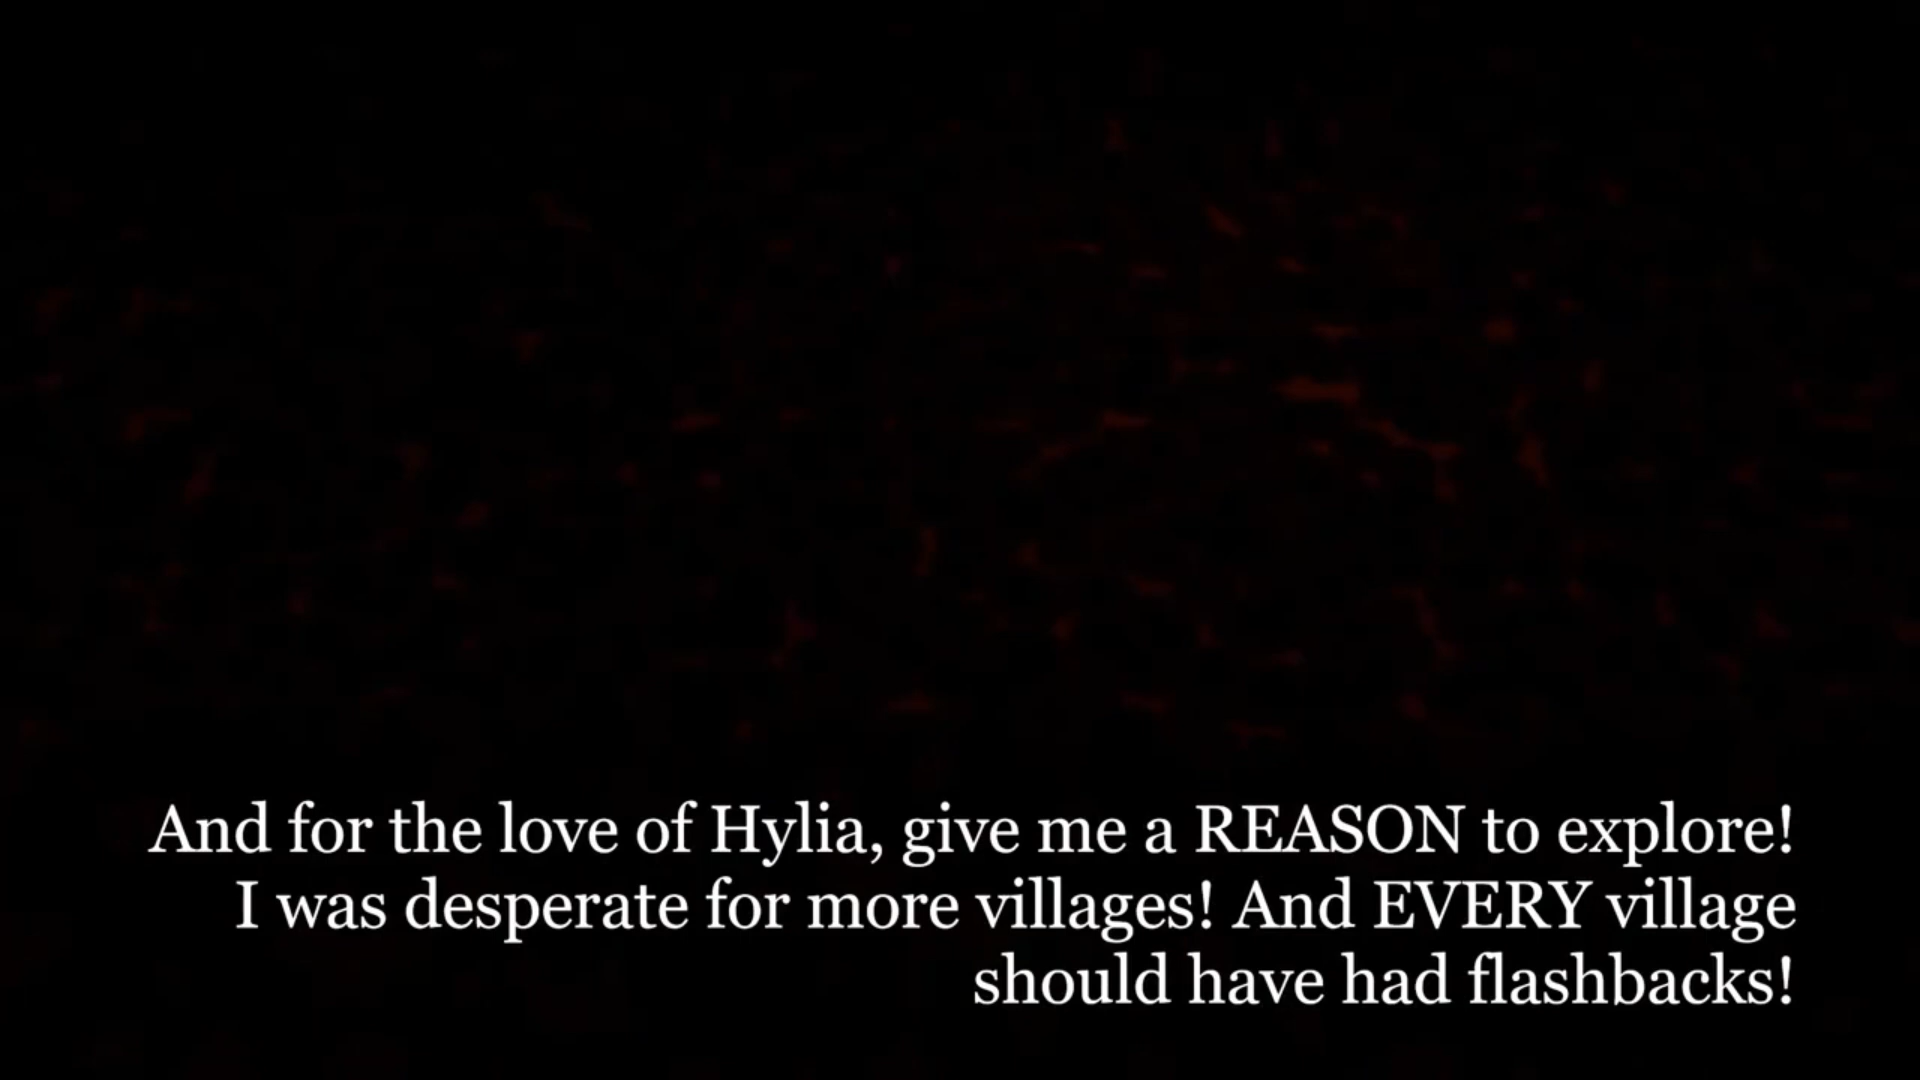 And for the love of Hylia, give me a REASON to explore!
I was desperate for more villages! And EVERY village
should have had flashbacks!